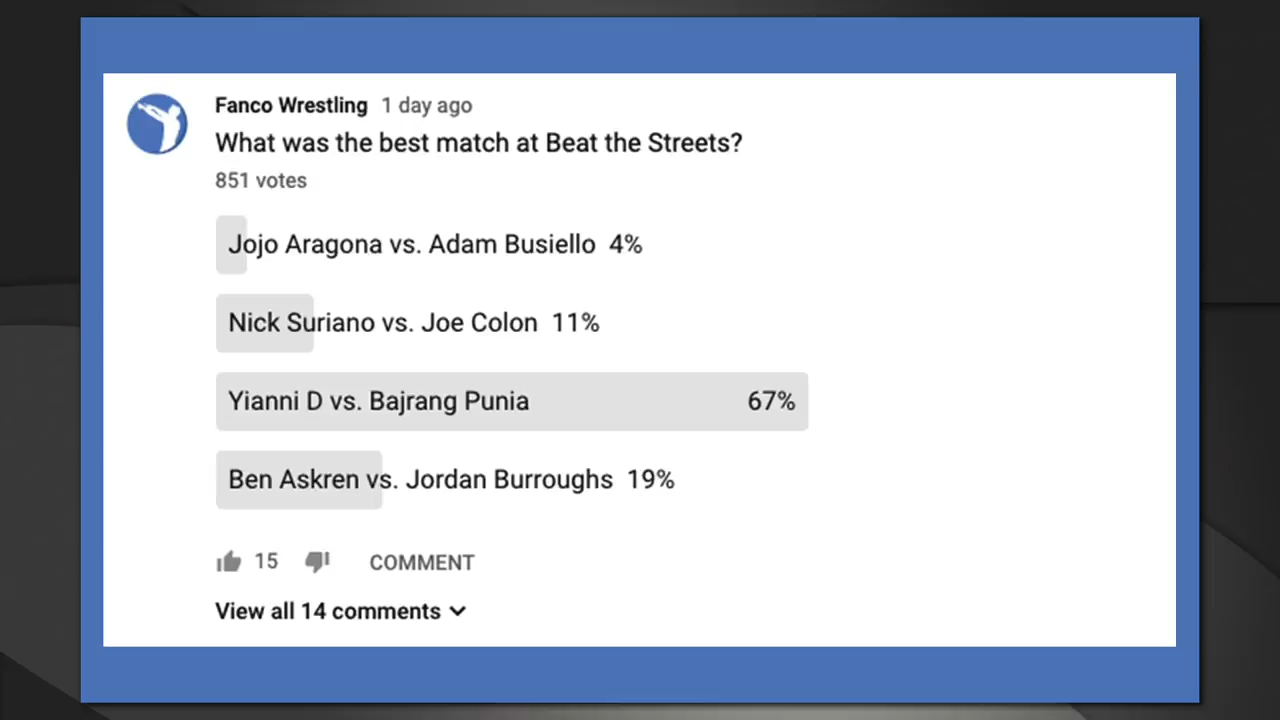 Fanco Wrestling 1 day ago
What was the best match at Beat the Streets?
851 votes
Jojo Aragona vs. Adam Busiello 4%
Nick Suriano vs. Joe Colon 11%
Yianni D vs. Bajrang Punia 67%
Ben Askren vs. Jordan Burroughs 19%
15 COMMENT
View all 14 comments